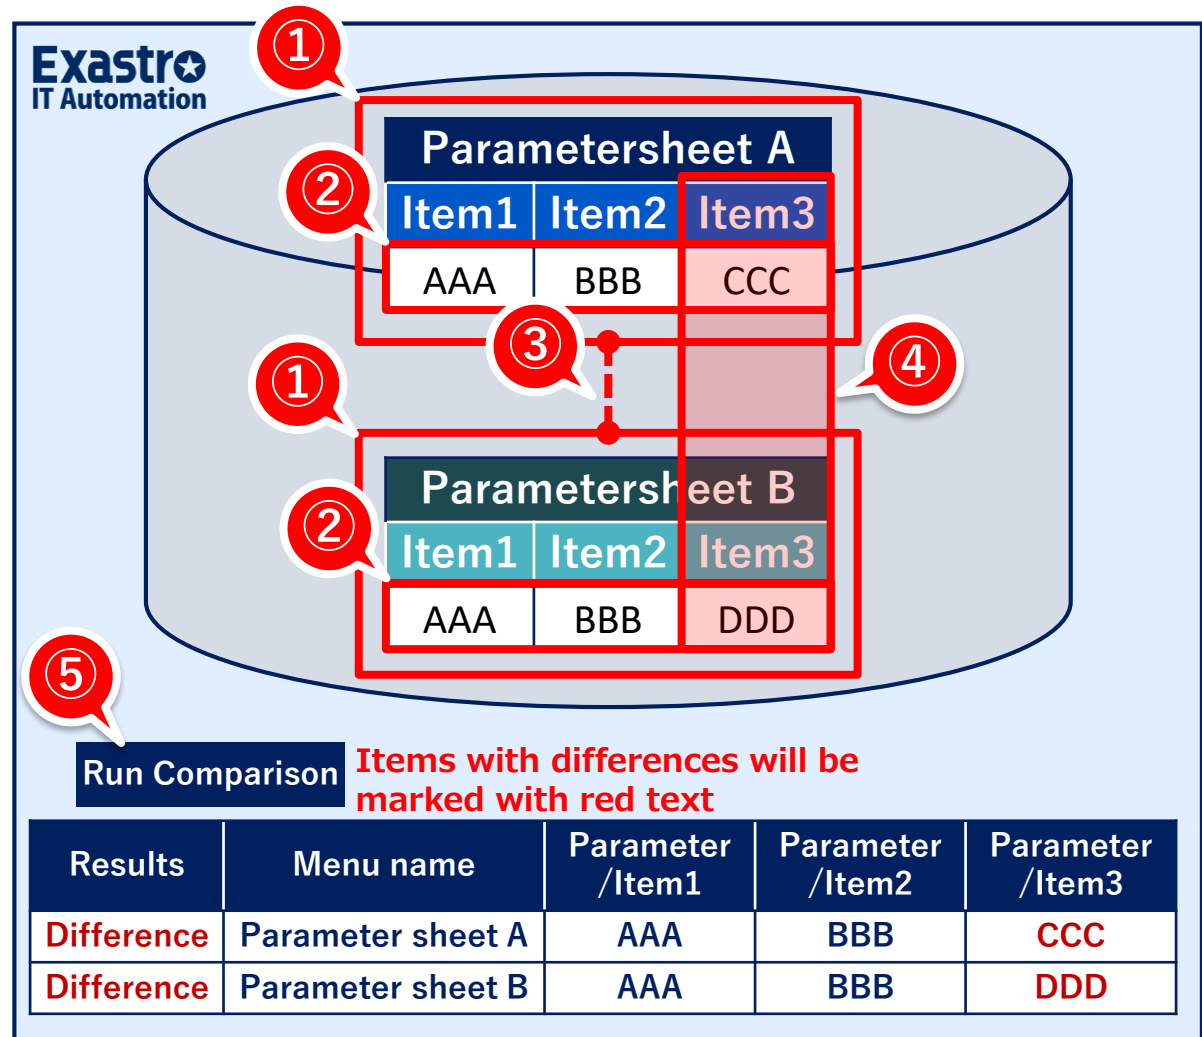 Exastro
IT Automation
①
Parametersheet A
②
Item1 Item2 Item3
AAA BBB CCC
③
④
①
Parametersheet B
②
Item1 Item2 Item3
AAA BBB DDD
⑤
Run Comparison
Items with differences will be
marked with red text
Results Menu name Parameter /Item1 Parameter /Item2 Parameter /Item3
Difference Parameter sheet A AAA BBB CCC
Difference Parameter sheet B AAA BBB DDD